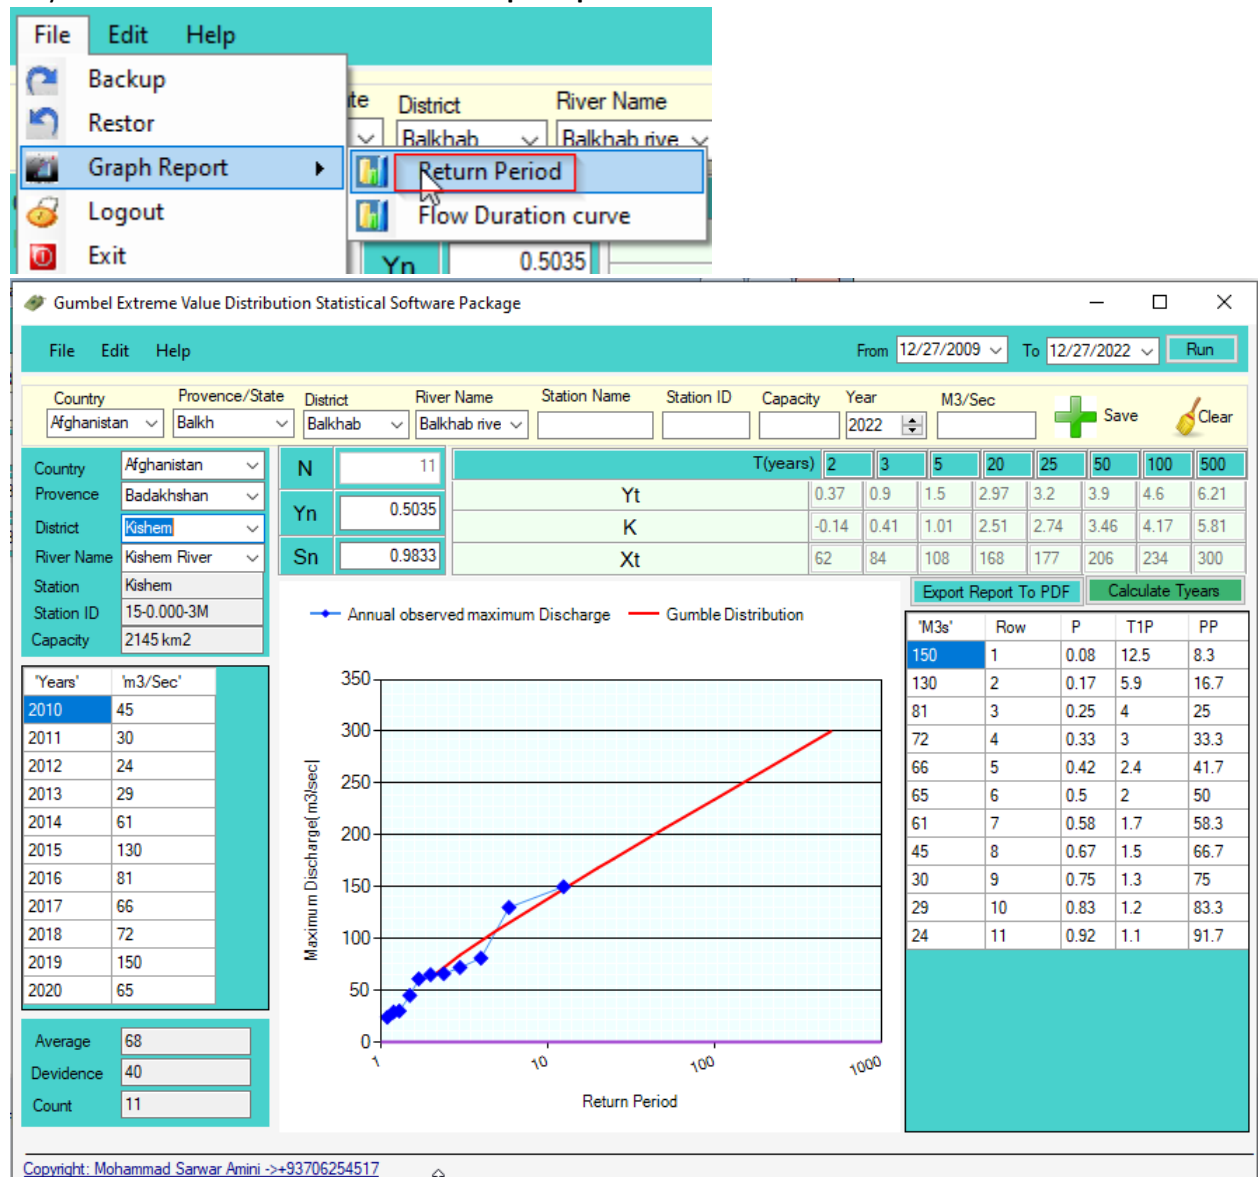 File Edit Help
Backup
Restor
Graph Report
Logout
Exit
District River Name
Balkhab Balkhab rive
Return Period
Flow Duration curve
Yn 0.5035
Gumbel Extreme Value Distribution Statistical Software Package
File Edit Help From 12/27/2009 To 12/27/2022 Run
Country Provence/State District River Name Station Name Station ID Capacity Year M3/Sec
Afghanistan Balkh Balkhab Balkhab rive 2022 Save Clear
Country Afghanistan
Provence Badakhshan
District Kishem
River Name Kishem River
Station Kishem
Station ID 15-0.000-3M
Capacity 2145 km2
N 11
Yn 0.5035
Sn 0.9833
T(years) 2 3 5 20 25 50 100 500
Yt 0.37 0.9 1.5 2.97 3.2 3.9 4.6 6.21
K -0.14 0.41 1.01 2.51 2.74 3.46 4.17 5.81
Xt 62 84 108 168 177 206 234 300
Export Report To PDF Calculate Tyears
'Years' 'm3/Sec'
2010 45
2011 30
2012 24
2013 29
2014 61
2015 130
2016 81
2017 66
2018 72
2019 150
2020 65
Average 68
Devidence 40
Count 11
Annual observed maximum Discharge Gumble Distribution
Maximum Discharge[m3/sec]
350
300
250
200
150
100
50
0
1 10 100 1000
Return Period
'M3s' Row P T1P PP
150 1 0.08 12.5 8.3
130 2 0.17 5.9 16.7
81 3 0.25 4 25
72 4 0.33 3 33.3
66 5 0.42 2.4 41.7
65 6 0.5 2 50
61 7 0.58 1.7 58.3
45 8 0.67 1.5 66.7
30 9 0.75 1.3 75
29 10 0.83 1.2 83.3
24 11 0.92 1.1 91.7
Copyright: Mohammad Sarwar Amini ->+93706254517